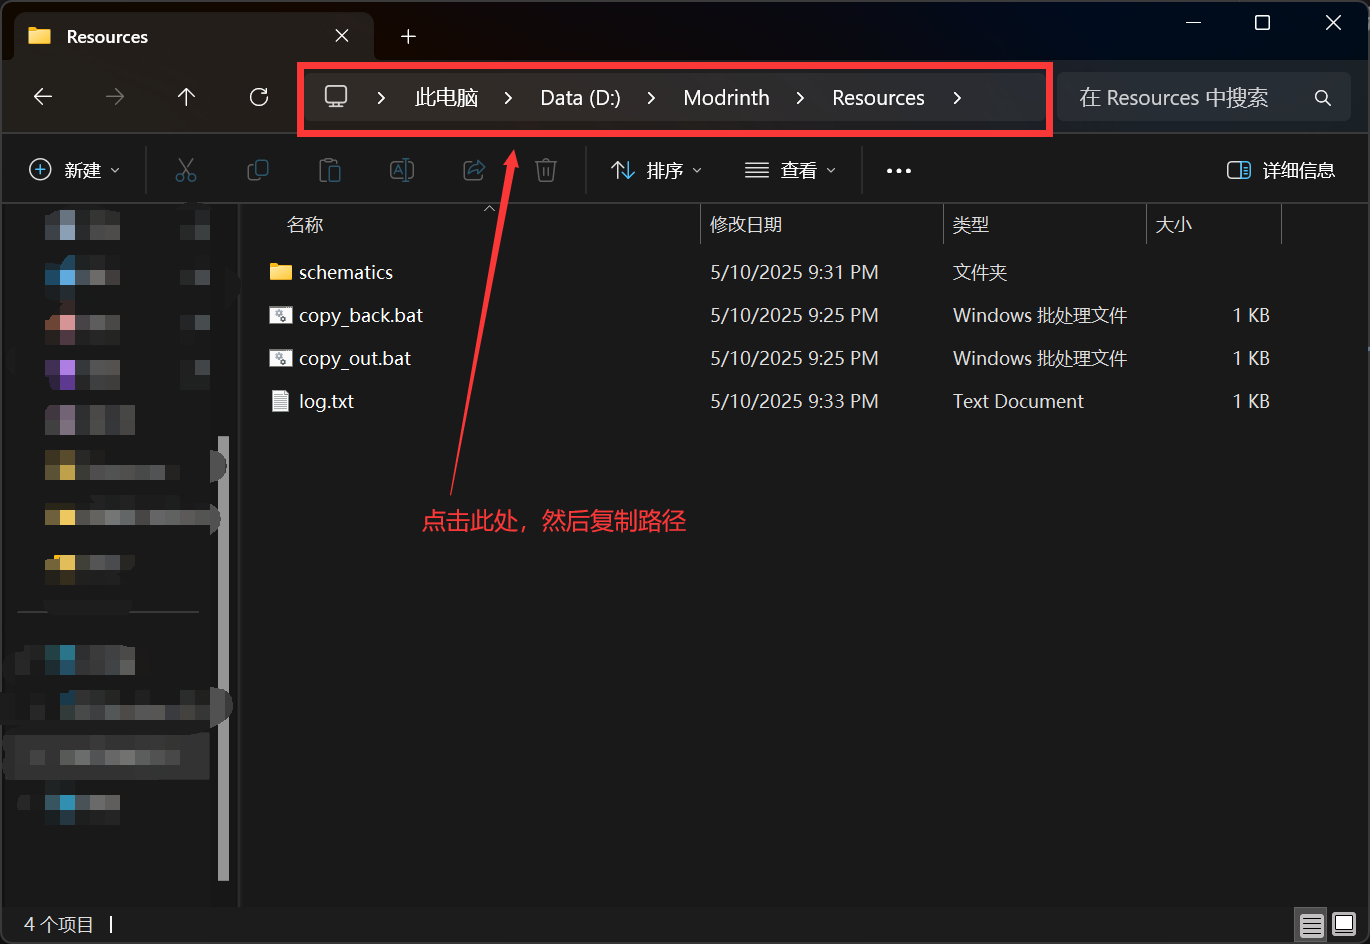 Resources
此电脑 Data (D:) Modrinth Resources
在 Resources 中搜索
新建 排序 查看 详细信息
名称 修改日期 类型 大小
schematics 5/10/2025 9:31 PM 文件夹
copy_back.bat 5/10/2025 9:25 PM Windows 批处理文件 1 KB
copy_out.bat 5/10/2025 9:25 PM Windows 批处理文件 1 KB
log.txt 5/10/2025 9:33 PM Text Document 1 KB
点击此处，然后复制路径
4 个项目